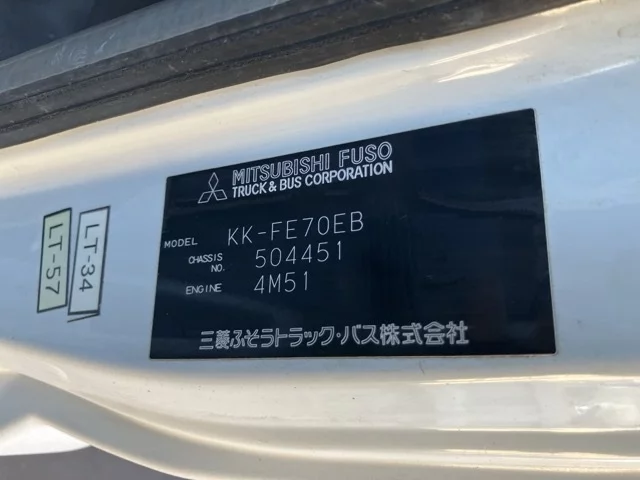 MITSUBISHI FUSO
TRUCK & BUS CORPORATION
MODEL KK-FE70EB
CHASSIS NO. 504451
ENGINE 4M51
三菱ふそうトラック・バス株式会社
LT-34
LT-57